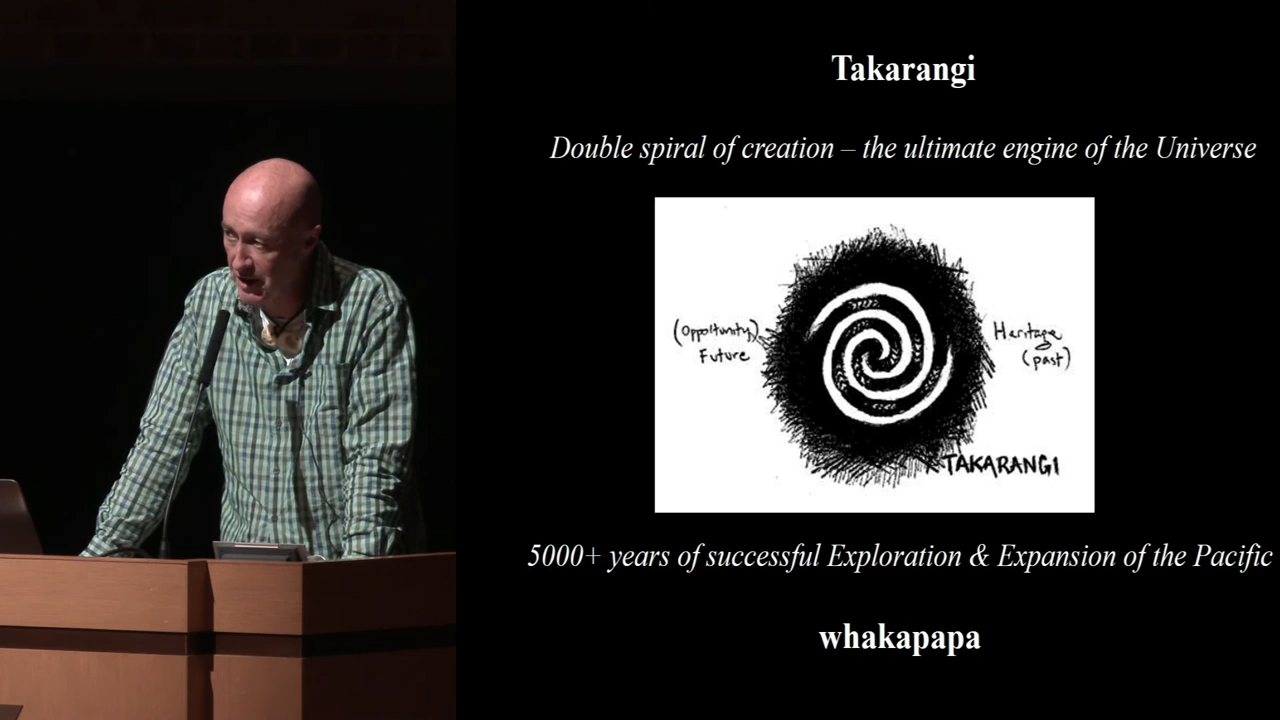 Takarangi
Double spiral of creation – the ultimate engine of the Universe
(Oppoltunity)
Future
Heritage
(past)
TAKARANGI
5000+ years of successful Exploration & Expansion of the Pacific
whakapapa